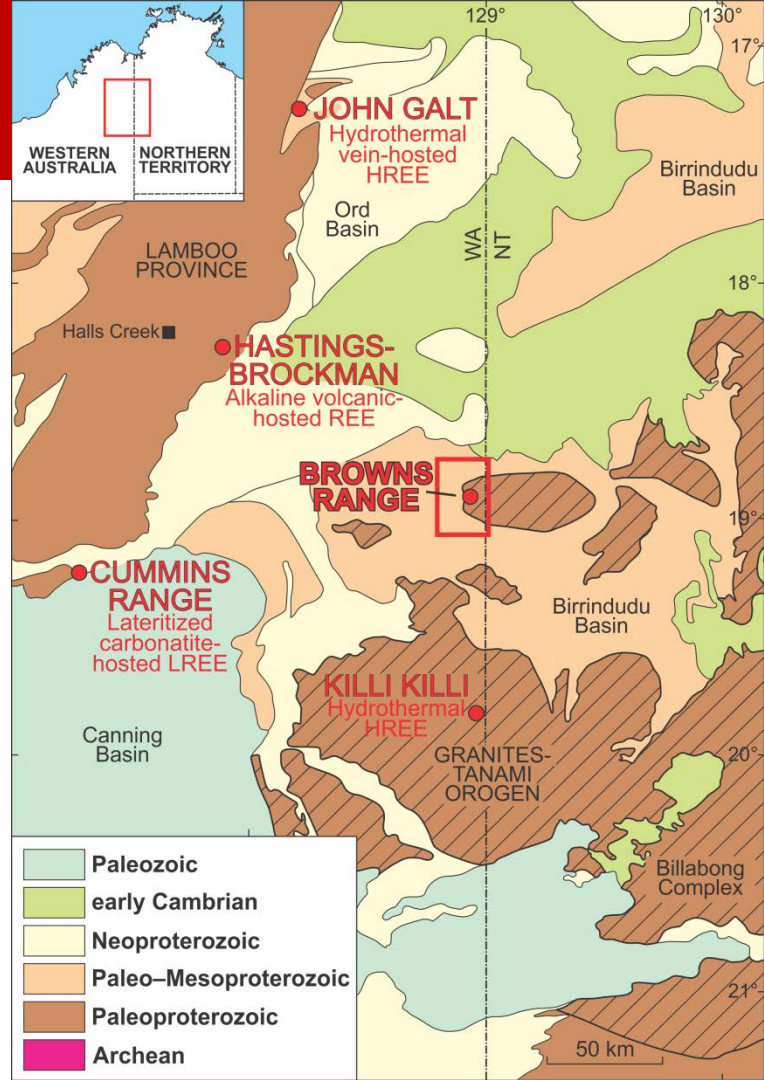 129°
130°
17°
WESTERN
AUSTRALIA
NORTHERN
TERRITORY
JOHN GALT
Hydrothermal
vein-hosted
HREE
Birrindudu
Basin
Ord
Basin
WA
NT
LAMBOO
PROVINCE
18°
Halls Creek
HASTINGS-
BROCKMAN
Alkaline volcanic-
hosted REE
BROWNS
RANGE
19°
CUMMINS
RANGE
Lateritized
carbonatite-
hosted LREE
Birrindudu
Basin
KILLI KILLI
Hydrothermal
HREE
Canning
Basin
GRANITES-
TANAMI
OROGEN
20°
Billabong
Complex
Paleozoic
early Cambrian
Neoproterozoic
Paleo–Mesoproterozoic
Paleoproterozoic
Archean
21°
50 km